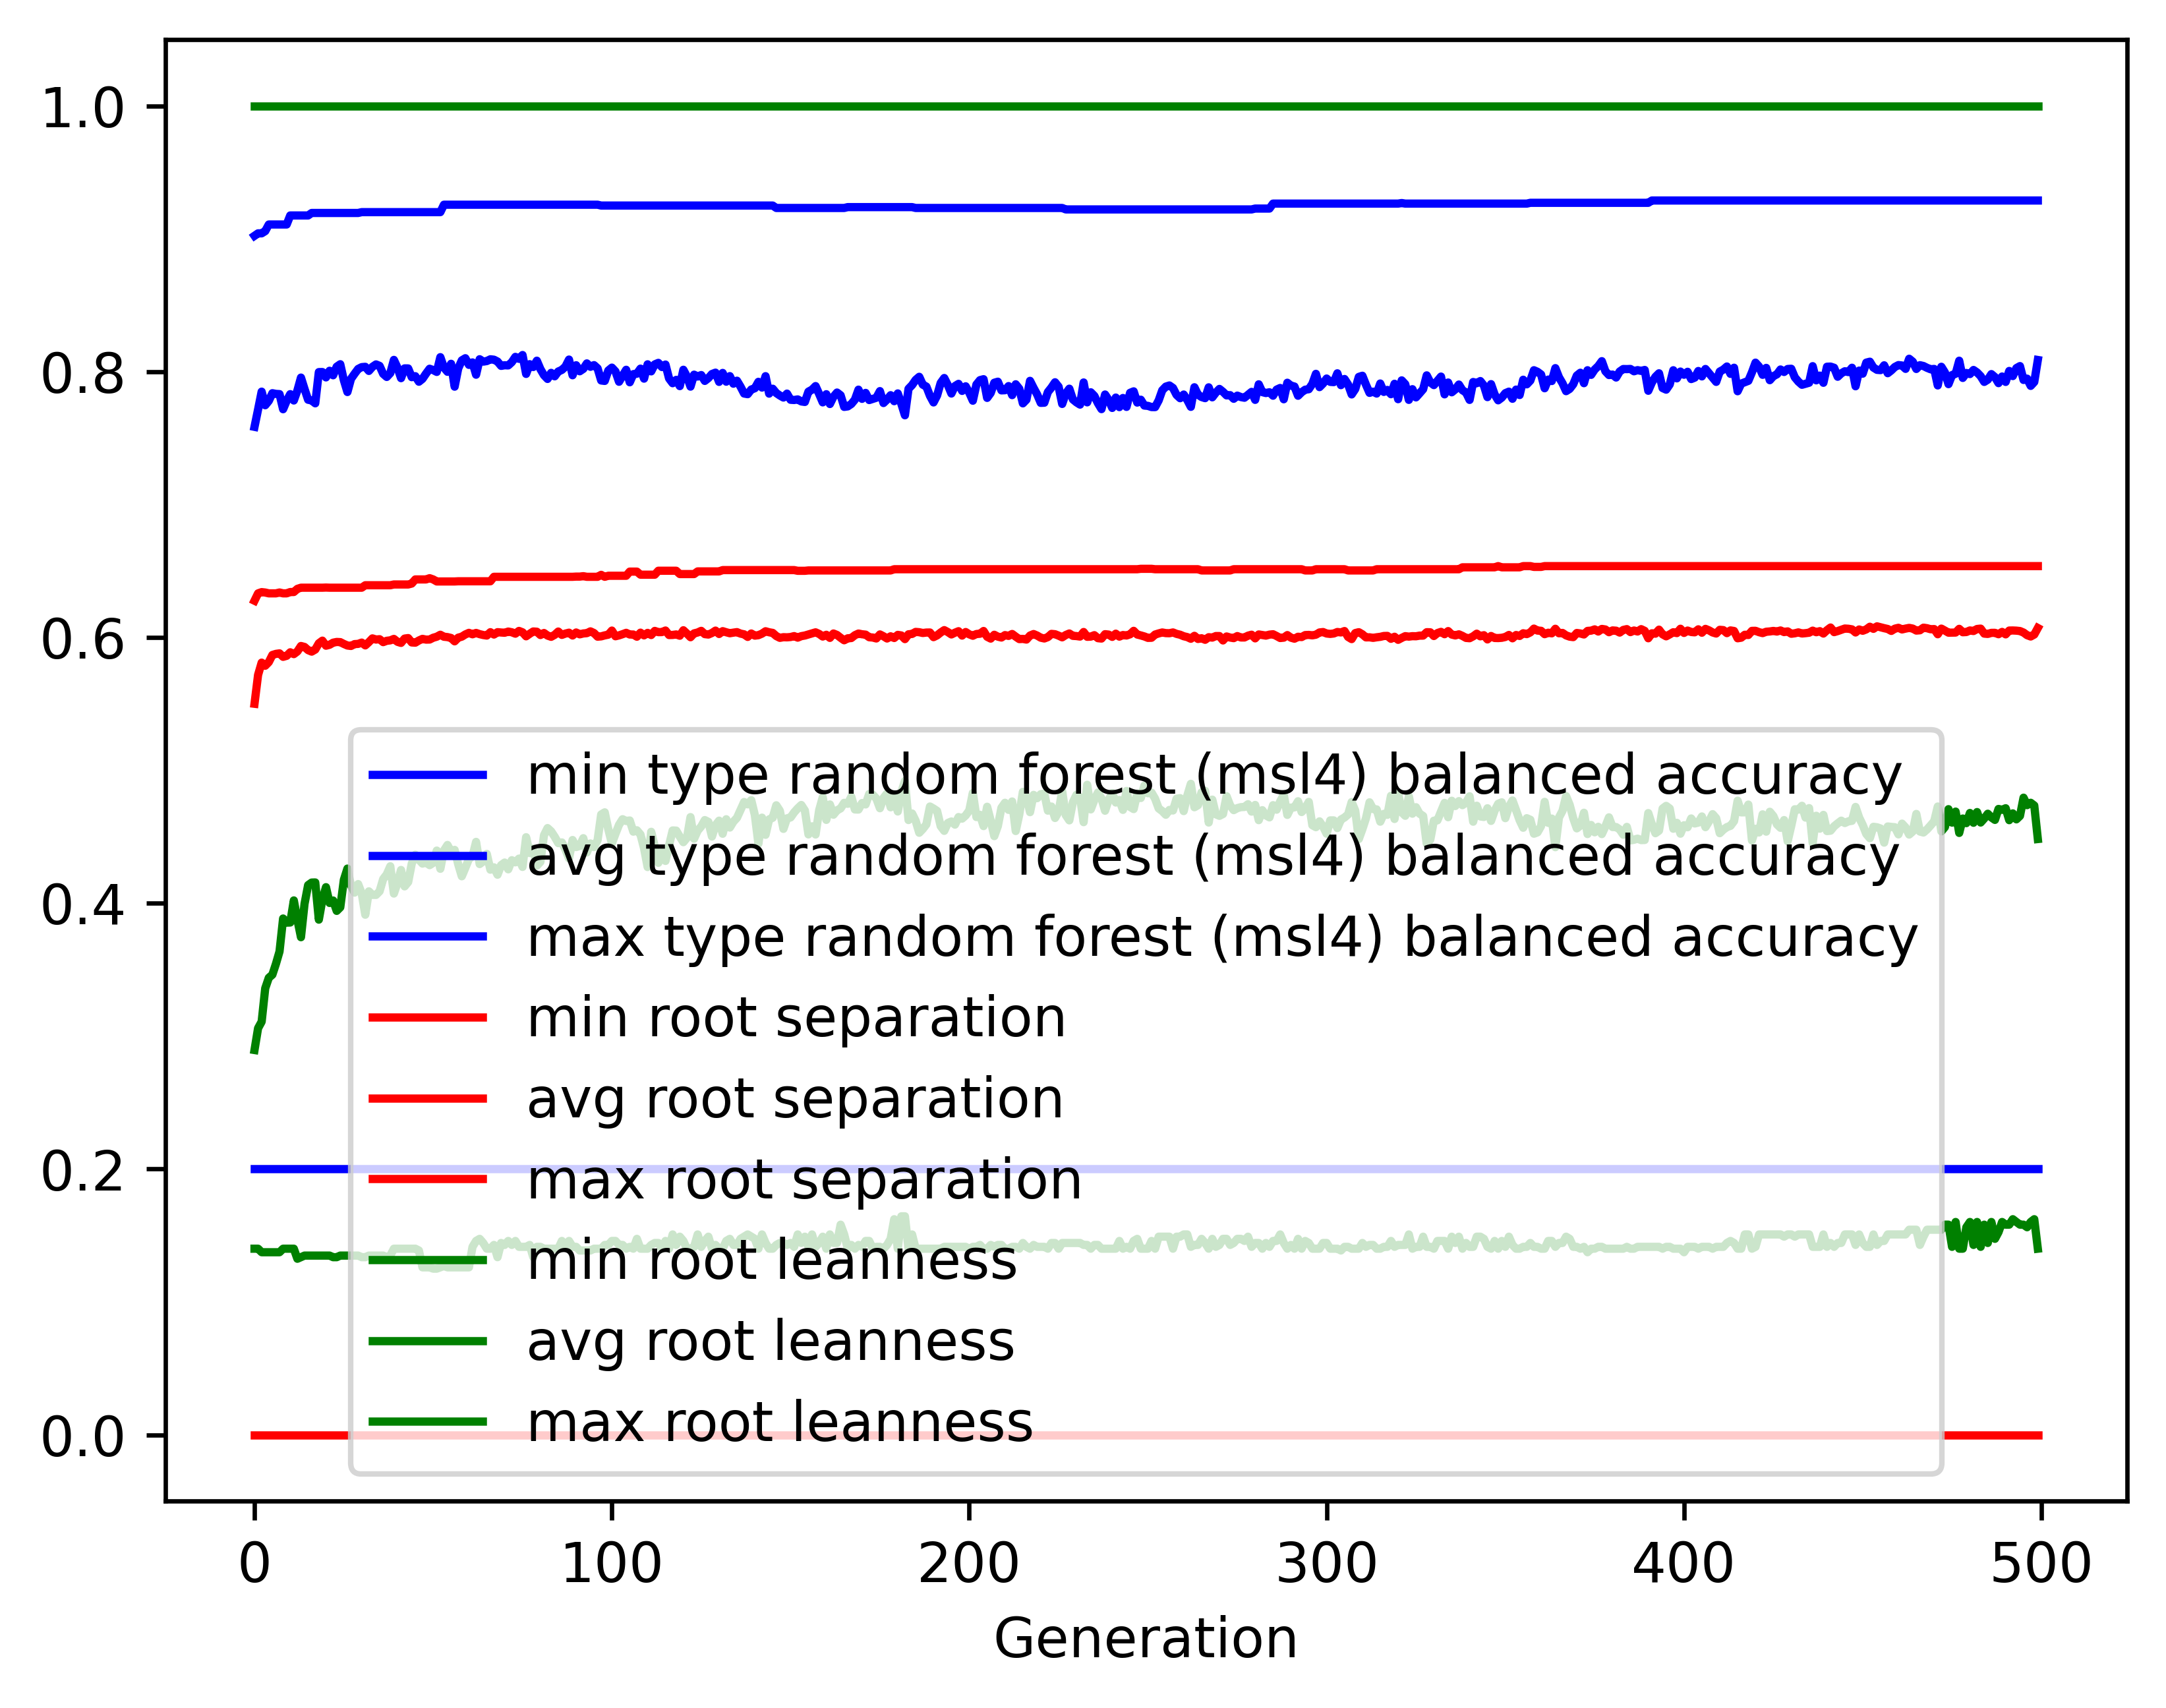 1.0
0.8
0.6
0.4
0.2
0.0
min type random forest (msl4) balanced accuracy
avg type random forest (msl4) balanced accuracy
max type random forest (msl4) balanced accuracy
min root separation
avg root separation
max root separation
min root leanness
avg root leanness
max root leanness
0 100 200 300 400 500
Generation